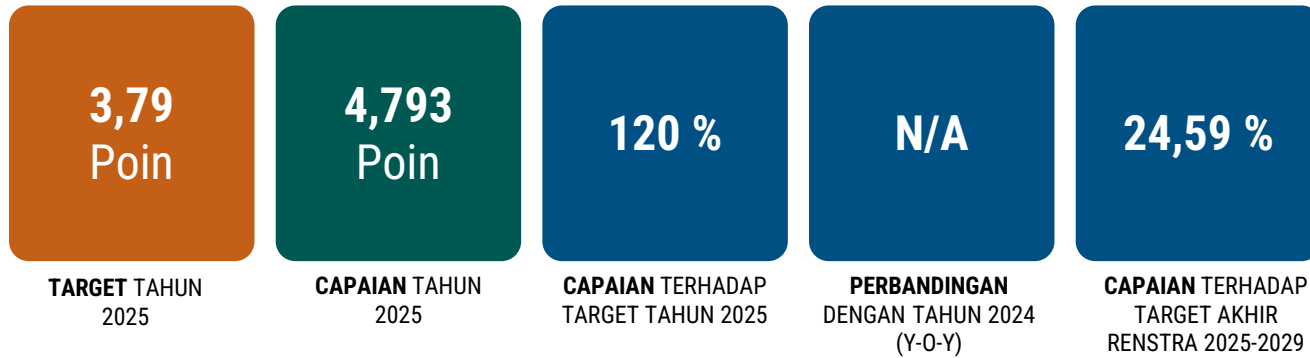 3,79
Poin
4,793
Poin
120 %
N/A
24,59 %
TARGET TAHUN
2025
CAPAIAN TAHUN
2025
CAPAIAN TERHADAP
TARGET TAHUN 2025
PERBANDINGAN
DENGAN TAHUN 2024
(Y-O-Y)
CAPAIAN TERHADAP
TARGET AKHIR
RENSTRA 2025-2029